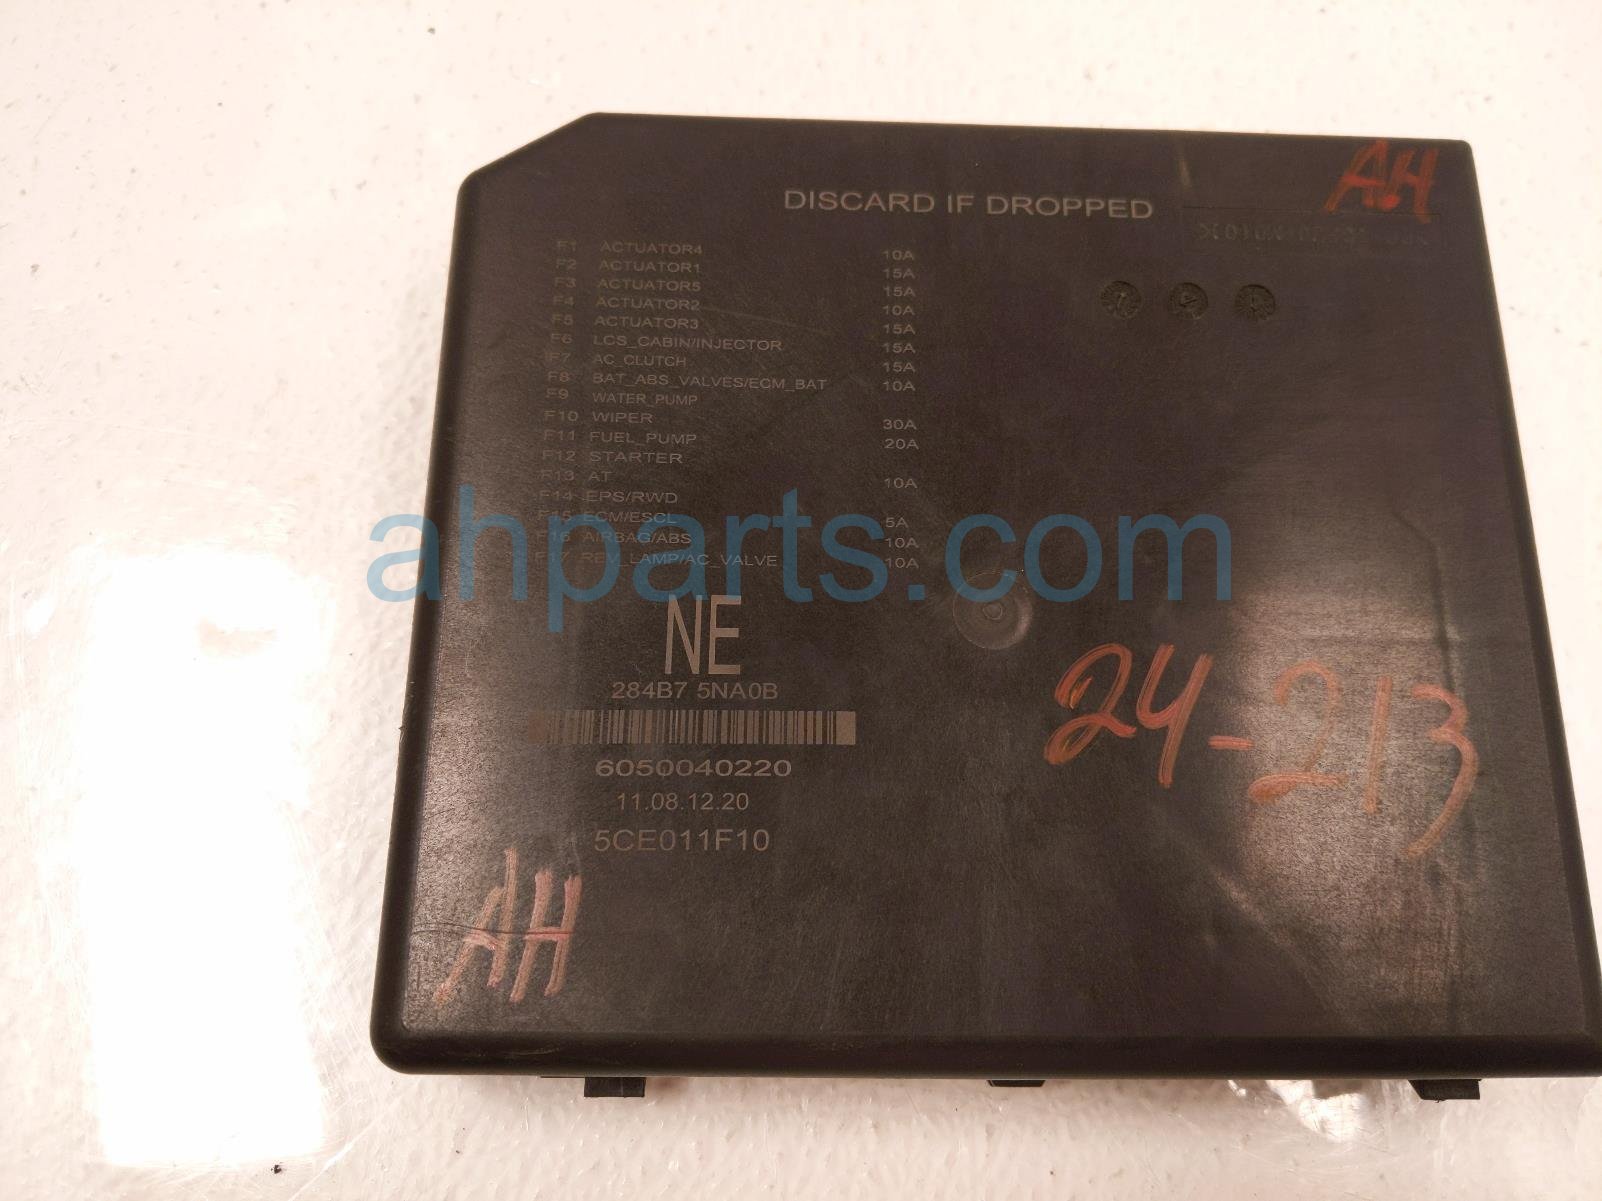 AH
DISCARD IF DROPPED
F1 ACTUATOR4 10A
F2 ACTUATOR1 15A
F3 ACTUATOR5 15A
F4 ACTUATOR2 10A
F5 ACTUATOR3 15A
F6 LCS_CABIN/INJECTOR 15A
F7 AC_CLUTCH 15A
F8 BAT_ABS_VALVES/ECM_BAT 10A
F9 WATER_PUMP
F10 WIPER 30A
F11 FUEL_PUMP 20A
F12 STARTER
F13 AT 10A
F14 EPS/RWD
F15 ECM/ESCL 5A
F16 AIRBAG/ABS 10A
F17 REV_LAMP/AC_VALVE 10A
ahparts.com
NE
284B7 5NA0B
6050040220
11.08.12.20
5CE011F10
24-213
AH